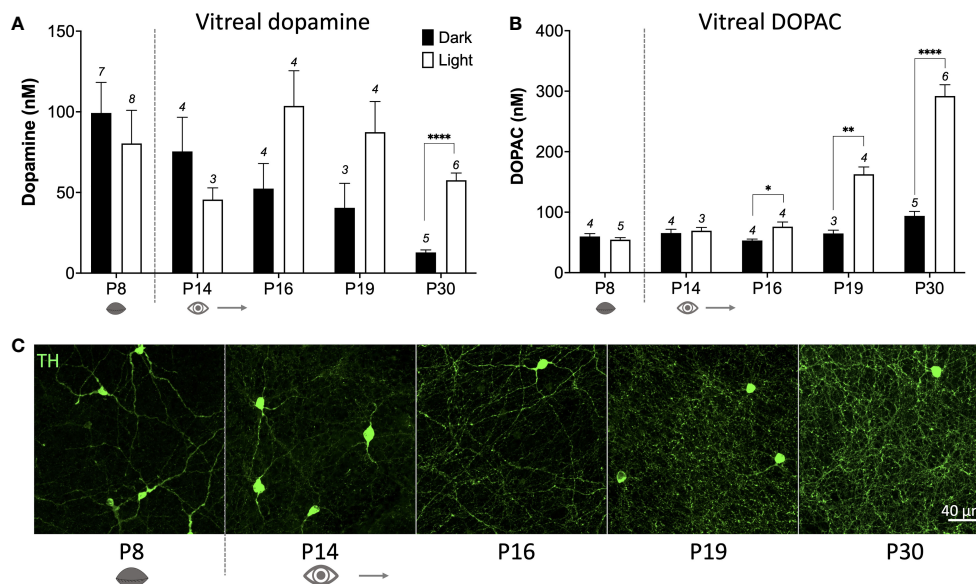 A
Vitreal dopamine
150
100
50
0
Dopamine (nM)
Dark
Light
7
8
4
3
4
4
3
4
****
5
6
P8
P14
P16
P19
P30
B
Vitreal DOPAC
400
300
200
100
0
DOPAC (nM)
4
5
4
3
*
4
4
**
3
4
****
5
6
P8
P14
P16
P19
P30
C
TH
40 μm
P8
P14
P16
P19
P30